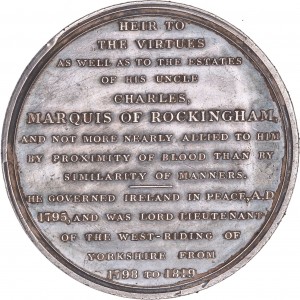 HEIR TO
THE VIRTUES
AS WELL AS TO THE ESTATES
OF HIS UNCLE
CHARLES,
MARQUIS OF ROCKINGHAM,
AND NOT MORE NEARLY ALLIED TO HIM
BY PROXIMITY OF BLOOD THAN BY
SIMILARITY OF MANNERS.
HE GOVERNED IRELAND IN PEACE, A.D
1795, AND WAS LORD LIEUTENANT
OF THE WEST-RIDING OF
YORKSHIRE FROM
1798 TO 1819